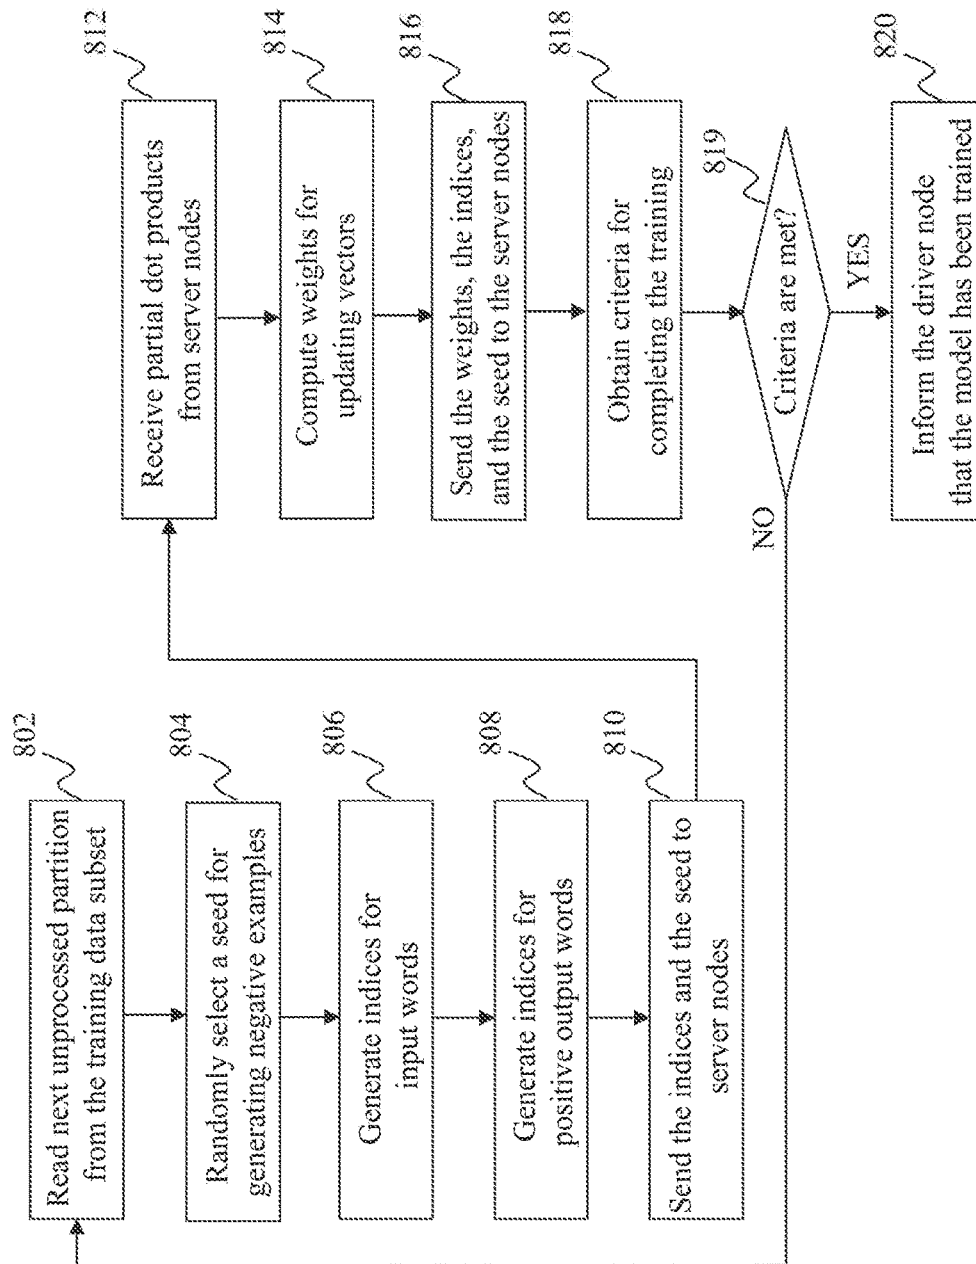 802
Read next unprocessed partition
from the training data subset
804
Randomly select a seed for
generating negative examples
806
Generate indices for
input words
808
Generate indices for
positive output words
810
Send the indices and the seed to
server nodes
812
Receive partial dot products
from server nodes
814
Compute weights for
updating vectors
816
Send the weights, the indices,
and the seed to the server nodes
818
Obtain criteria for
completing the training
819
Criteria are met?
NO
YES
820
Inform the driver node
that the model has been trained